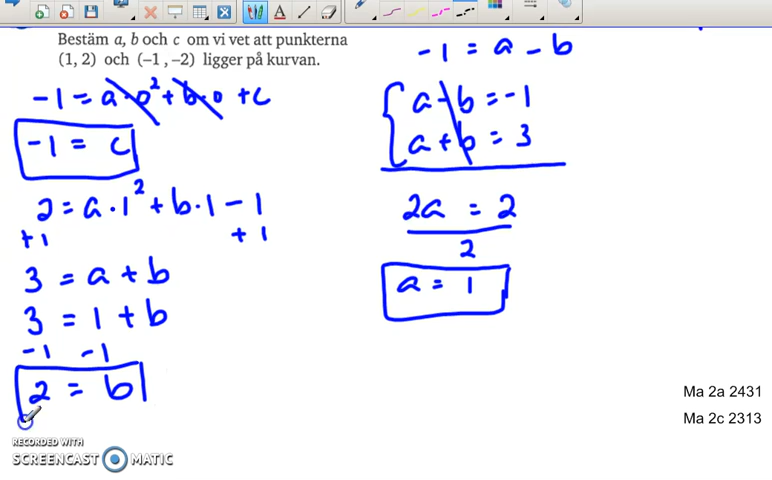 Bestäm a, b och c om vi vet att punkterna
(1, 2) och (−1, −2) ligger på kurvan.
-1 = a·0² + b·0 + c
-1 = c
2 = a·1² + b·1 - 1
+1 +1
3 = a + b
3 = 1 + b
-1 -1
2 = b
-1 = a - b
a - b = -1
a + b = 3
2a = 2
2
a = 1
Ma 2a 2431
Ma 2c 2313
RECORDED WITH
SCREENCAST MATIC